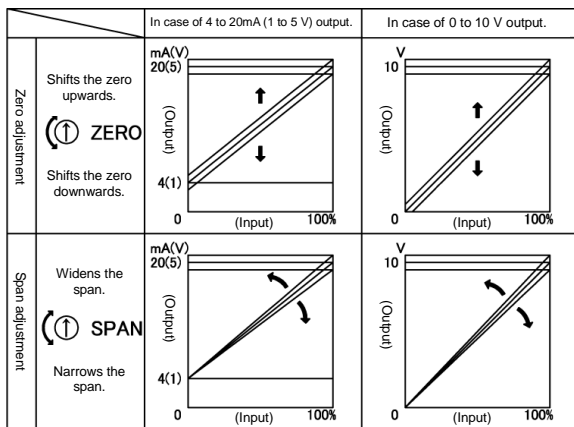 In case of 4 to 20mA (1 to 5 V) output.
In case of 0 to 10 V output.
Zero adjustment
Shifts the zero
upwards.
ZERO
Shifts the zero
downwards.
mA(V)
20(5)
(Output)
4(1)
0
(Input)
100%
V
10
(Output)
0
(Input)
100%
Span adjustment
Widens the
span.
SPAN
Narrows the
span.
mA(V)
20(5)
(Output)
4(1)
0
(Input)
100%
V
10
(Output)
0
(Input)
100%